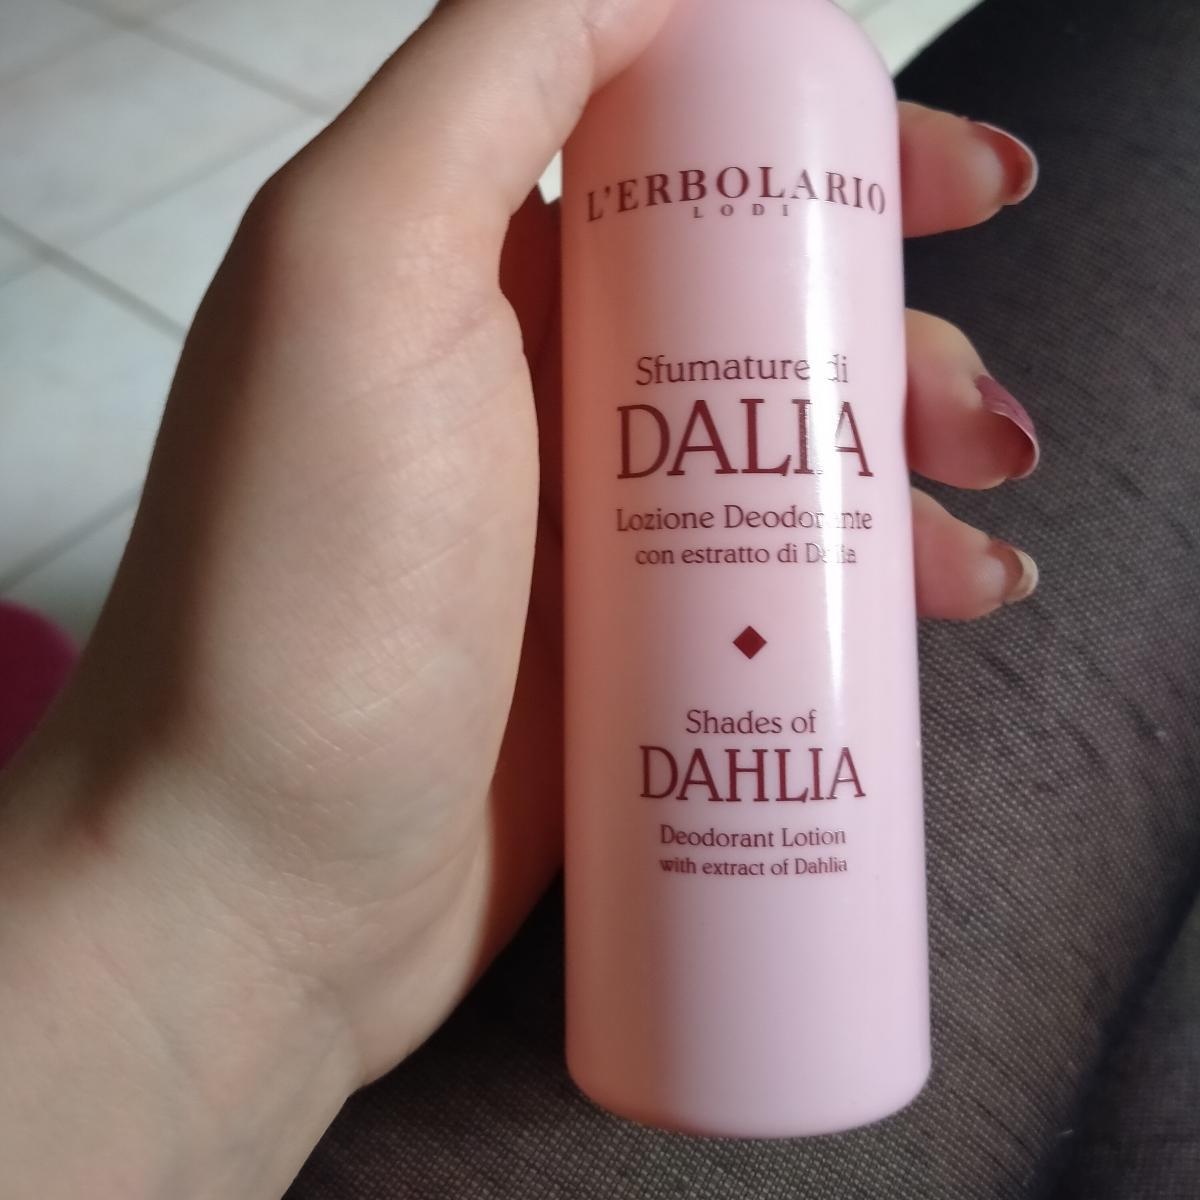 L'ERBOLARIO
LODI
Sfumature di
DALIA
Lozione Deodorante
con estratto di Dalia
Shades of
DAHLIA
Deodorant Lotion
with extract of Dahlia